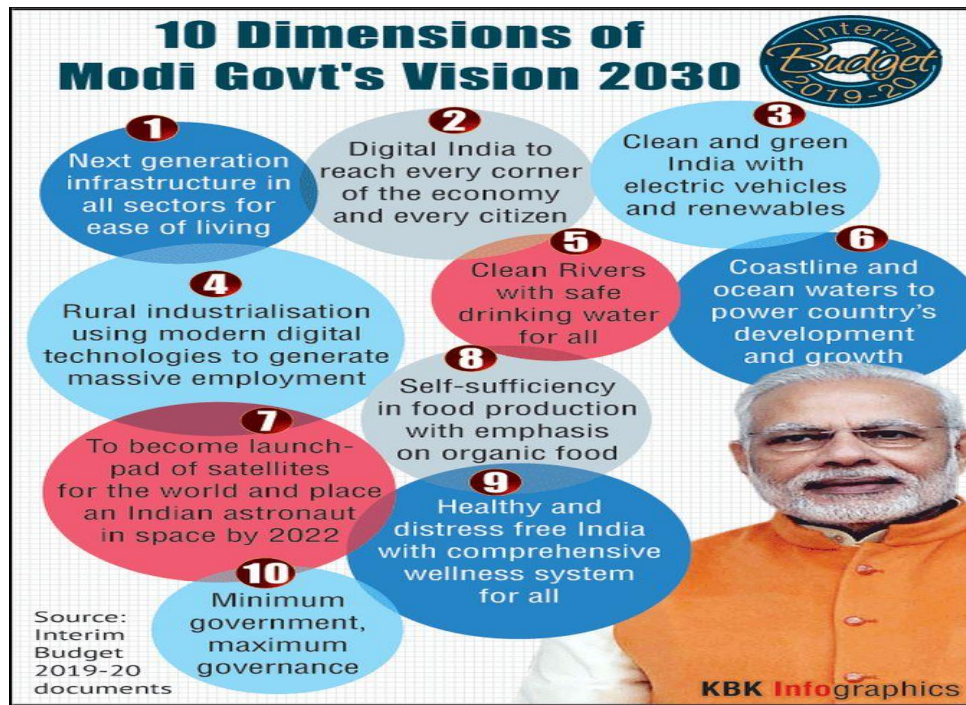 10 Dimensions of
Modi Govt's Vision 2030
Interim
Budget
2019-20
1
Next generation
infrastructure in
all sectors for
ease of living
2
Digital India to
reach every corner
of the economy
and every citizen
3
Clean and green
India with
electric vehicles
and renewables
4
Rural industrialisation
using modern digital
technologies to generate
massive employment
5
Clean Rivers
with safe
drinking water
for all
6
Coastline and
ocean waters to
power country's
development
and growth
7
To become launch-
pad of satellites
for the world and place
an Indian astronaut
in space by 2022
8
Self-sufficiency
in food production
with emphasis
on organic food
9
Healthy and
distress free India
with comprehensive
wellness system
for all
10
Minimum
government,
maximum
governance
Source:
Interim
Budget
2019-20
documents
KBK Infographics